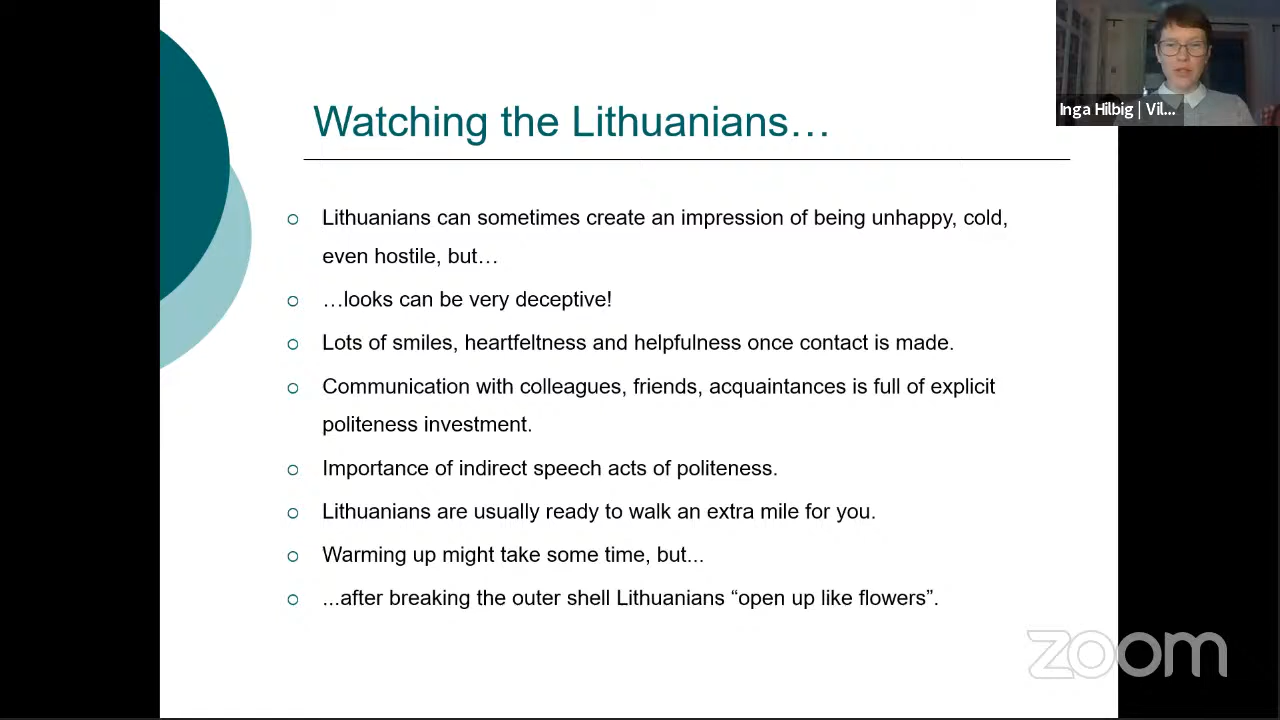 Inga Hilbig | Vil...
Watching the Lithuanians…
Lithuanians can sometimes create an impression of being unhappy, cold,
even hostile, but…
…looks can be very deceptive!
Lots of smiles, heartfeltness and helpfulness once contact is made.
Communication with colleagues, friends, acquaintances is full of explicit
politeness investment.
Importance of indirect speech acts of politeness.
Lithuanians are usually ready to walk an extra mile for you.
Warming up might take some time, but...
...after breaking the outer shell Lithuanians “open up like flowers”.
zoom